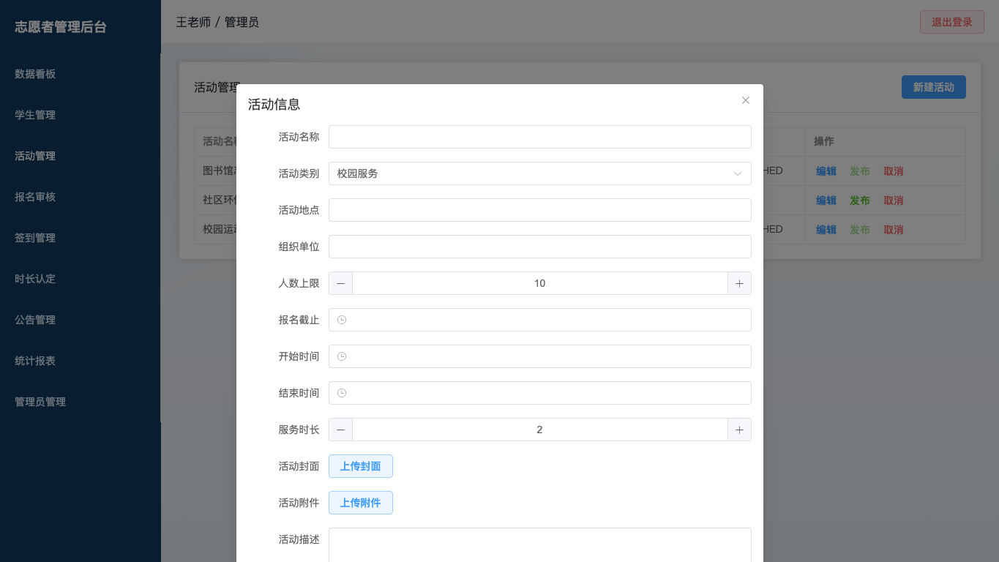 志愿者管理后台
数据看板
学生管理
活动管理
报名审核
签到管理
时长认定
公告管理
统计报表
管理员管理
王老师 / 管理员
退出登录
活动管理
新建活动
活动名
操作
图书馆
HED
编辑 发布 取消
社区环
编辑 发布 取消
校园运
HED
编辑 发布 取消
活动信息
活动名称
活动类别 校园服务
活动地点
组织单位
人数上限 10
报名截止
开始时间
结束时间
服务时长 2
活动封面 上传封面
活动附件 上传附件
活动描述